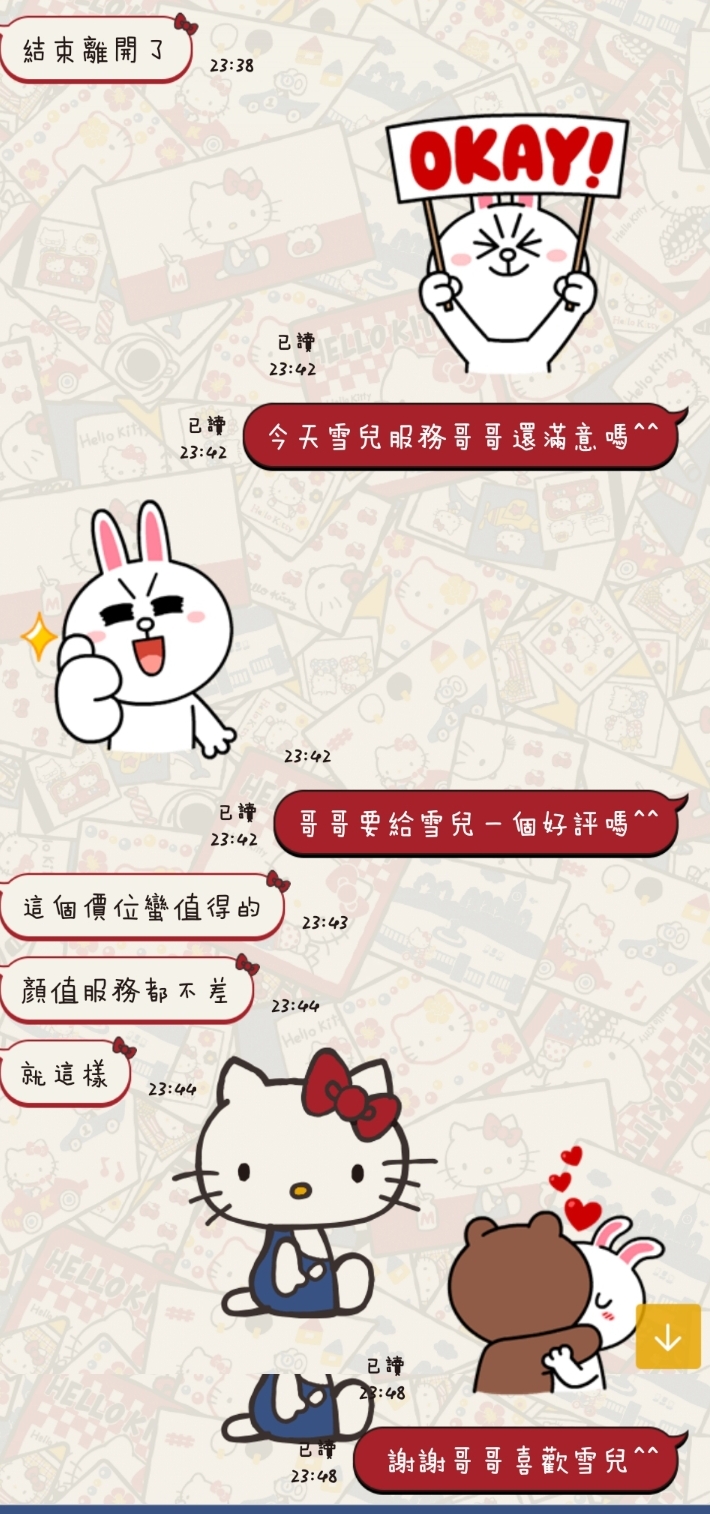 結束離開了
23:38
OKAY!
已讀
23:42
已讀
23:42
今天雪兒服務哥哥還滿意嗎^^
23:42
已讀
23:42
哥哥要給雪兒一個好評嗎^^
這個價位蠻值得的
23:43
顏值服務都不差
23:44
就這樣
23:44
已讀
23:48
已讀
23:48
謝謝哥哥喜歡雪兒^^